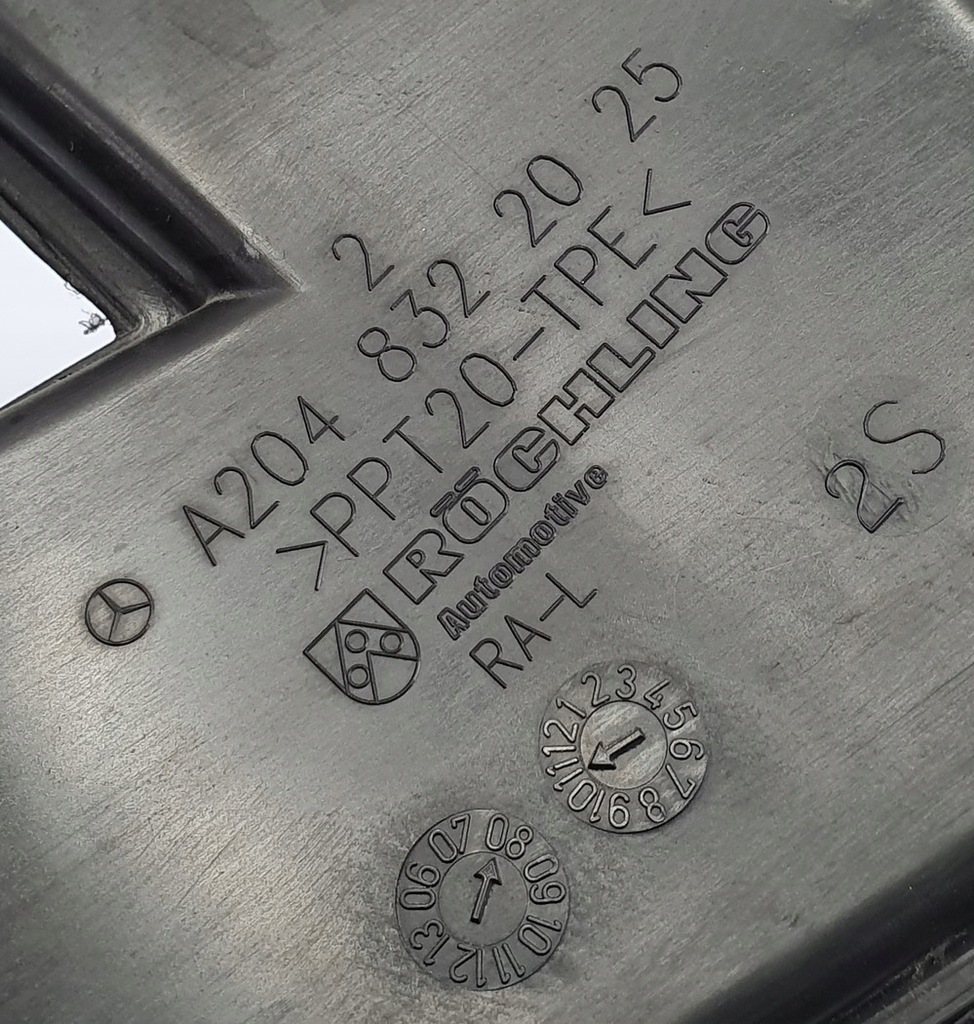 2
A204 832 20 25
>PPT20-TPE<
RÖCHLING
Automotive
RA-L
2S
1 2 3 4 5 6 7 8 9 10 11 12
06 07 08 09 10 11 12 13